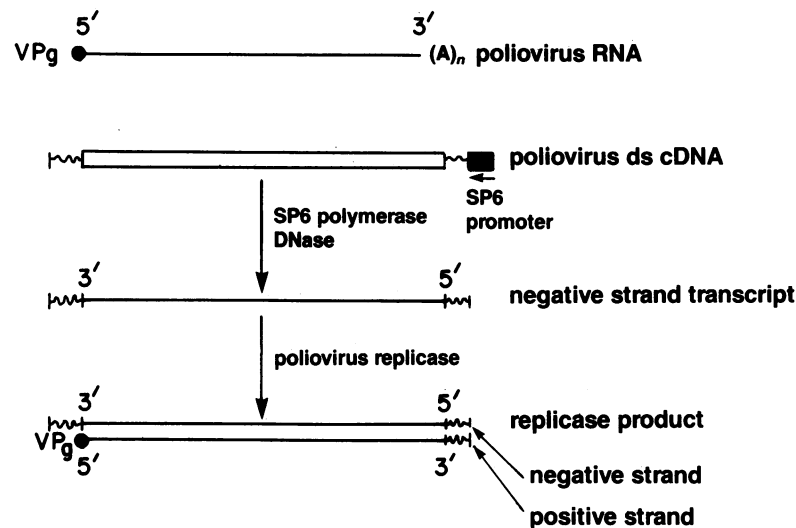 5′ 3′
VPg (A)n poliovirus RNA
poliovirus ds cDNA
SP6 polymerase
DNase
SP6
promoter
3′ 5′
negative strand transcript
poliovirus replicase
3′ 5′
replicase product
VPg
5′ 3′
negative strand
positive strand